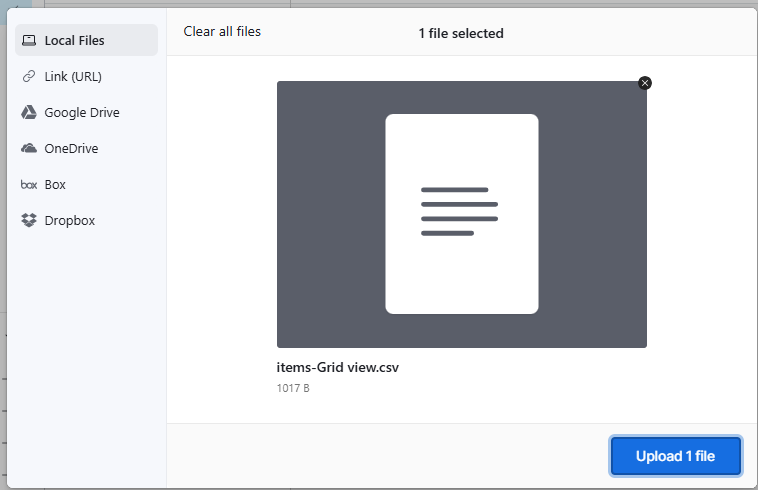 Local Files
Link (URL)
Google Drive
OneDrive
box Box
Dropbox
Clear all files
1 file selected
items-Grid view.csv
1017 B
Upload 1 file